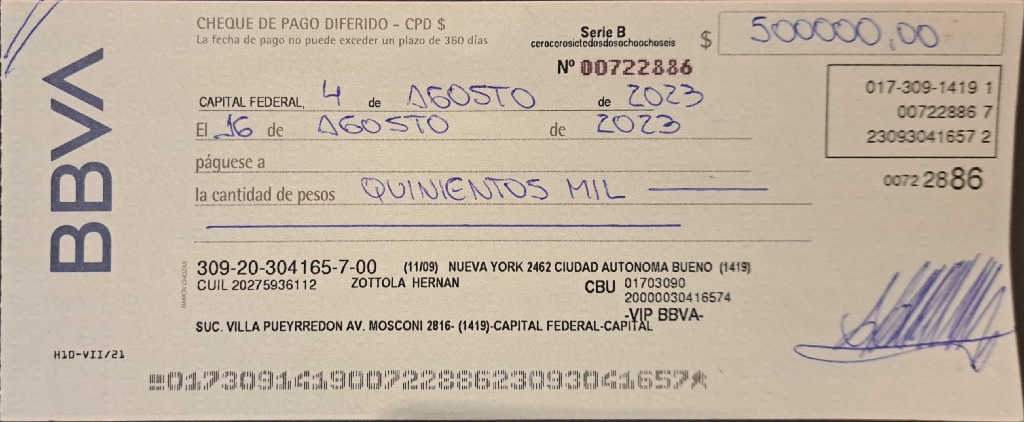 BBVA
CHEQUE DE PAGO DIFERIDO - CPD $
La fecha de pago no puede exceder un plazo de 360 días
Serie B
cerocerosietedosdosochoochoseis
Nº 00722886
$ 500000,00
CAPITAL FEDERAL, 4 de AGOSTO de 2023
El 16 de AGOSTO de 2023
páguese a
la cantidad de pesos QUINIENTOS MIL
017-309-1419 1
00722886 7
23093041657 2
0072 2886
309-20-304165-7-00 (11/09) NUEVA YORK 2462 CIUDAD AUTONOMA BUENO (1419)
CUIL 20275936112 ZOTTOLA HERNAN
CBU 01703090
20000030416574
-VIP BBVA-
SUC. VILLA PUEYRREDON AV. MOSCONI 2816- (1419)-CAPITAL FEDERAL-CAPITAL
RAMON CHOZAS
H10-VII/21
01730914190072288623093041657